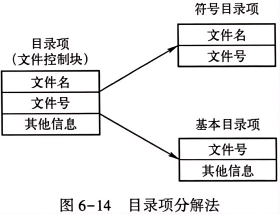 目录项
(文件控制块)
文件名
文件号
其他信息
符号目录项
文件名
文件号
基本目录项
文件号
其他信息
图 6-14 目录项分解法